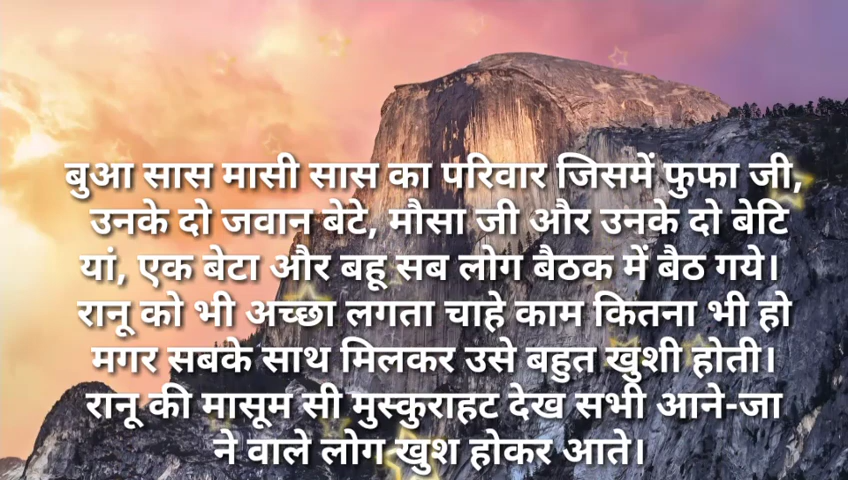 बुआ सास मासी सास का परिवार जिसमें फुफा जी,
उनके दो जवान बेटे, मौसा जी और उनके दो बेटि
यां, एक बेटा और बहू सब लोग बैठक में बैठ गये।
रानू को भी अच्छा लगता चाहे काम कितना भी हो
मगर सबके साथ मिलकर उसे बहुत खुशी होती।
रानू की मासूम सी मुस्कुराहट देख सभी आने-जा
ने वाले लोग खुश होकर आते।